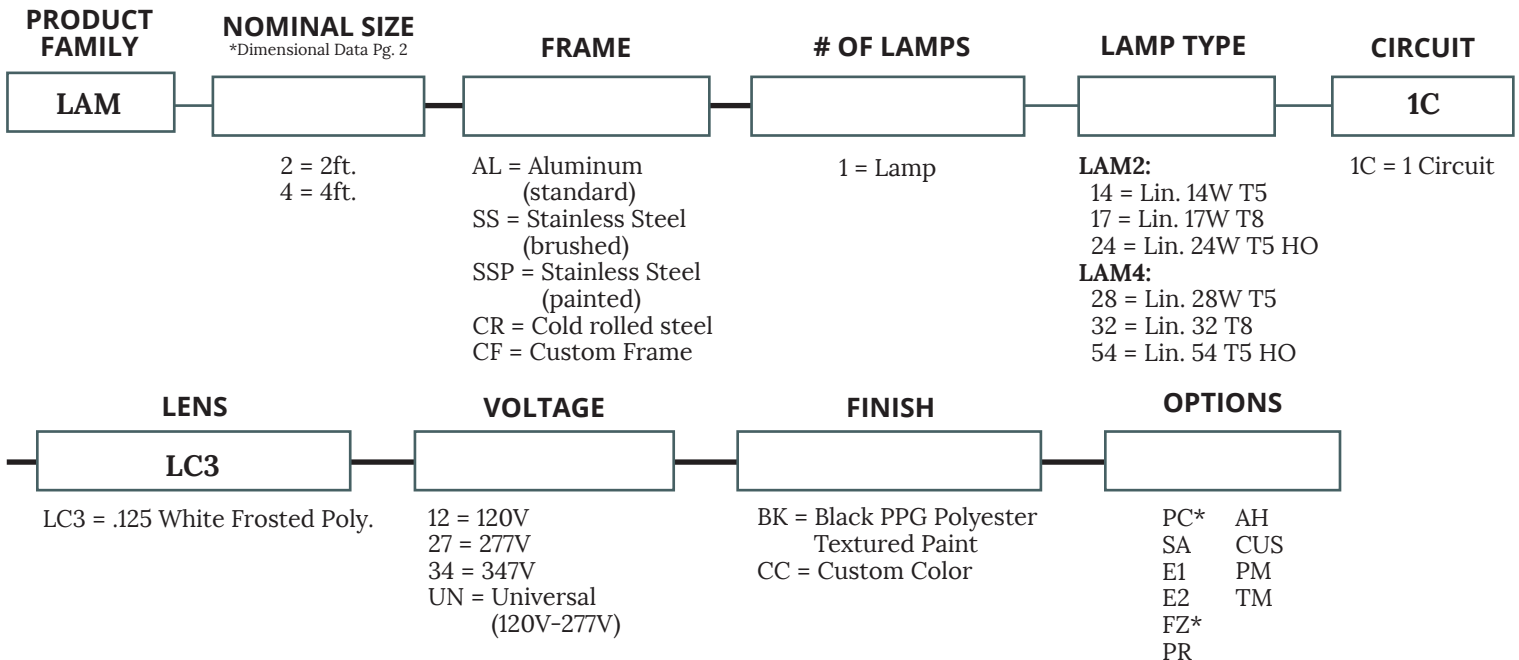 PRODUCT FAMILY
NOMINAL SIZE
*Dimensional Data Pg. 2
FRAME
# OF LAMPS
LAMP TYPE
CIRCUIT
LAM
1C
2 = 2ft.
4 = 4ft.
AL = Aluminum
(standard)
SS = Stainless Steel
(brushed)
SSP = Stainless Steel
(painted)
CR = Cold rolled steel
CF = Custom Frame
1 = Lamp
LAM2:
14 = Lin. 14W T5
17 = Lin. 17W T8
24 = Lin. 24W T5 HO
LAM4:
28 = Lin. 28W T5
32 = Lin. 32 T8
54 = Lin. 54 T5 HO
1C = 1 Circuit
LENS
VOLTAGE
FINISH
OPTIONS
LC3
LC3 = .125 White Frosted Poly.
12 = 120V
27 = 277V
34 = 347V
UN = Universal
(120V-277V)
BK = Black PPG Polyester
Textured Paint
CC = Custom Color
PC* AH
SA CUS
E1 PM
E2 TM
FZ*
PR